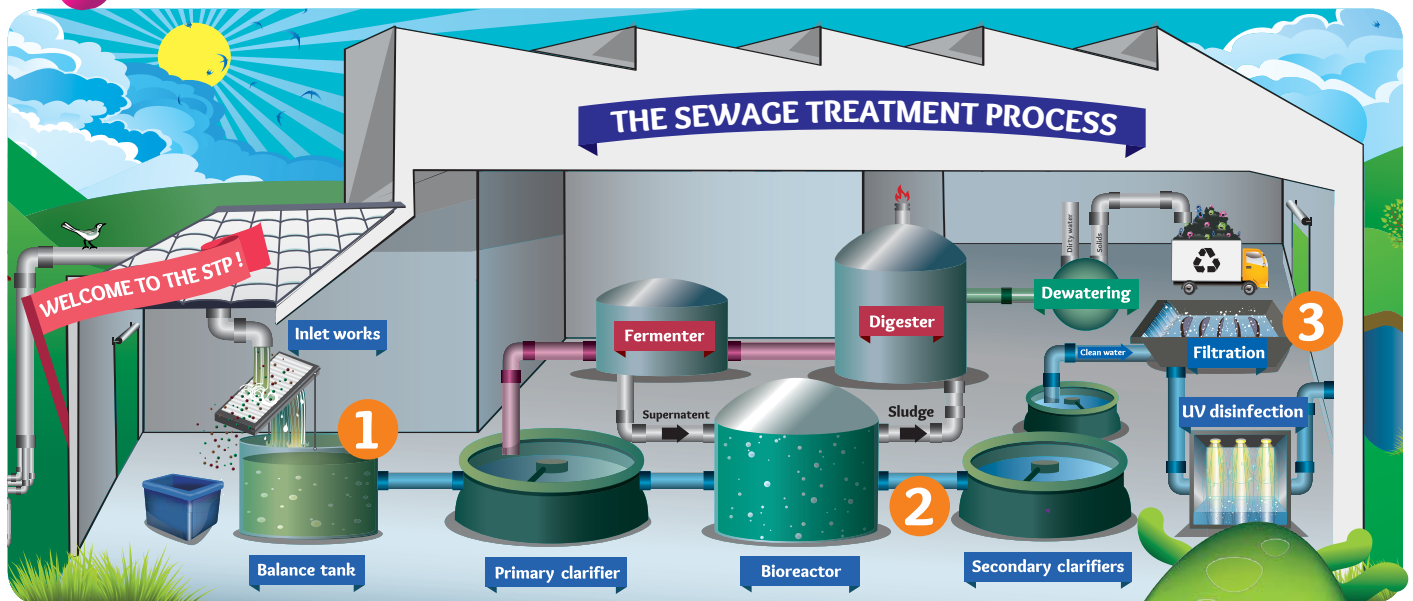 THE SEWAGE TREATMENT PROCESS
WELCOME TO THE STP !
Inlet works
1
Balance tank
Primary clarifier
Fermenter
Supernatent
Bioreactor
Digester
Sludge
2
Secondary clarifiers
Dewatering
Dirty water
Solids
Clean water
Filtration
3
UV disinfection